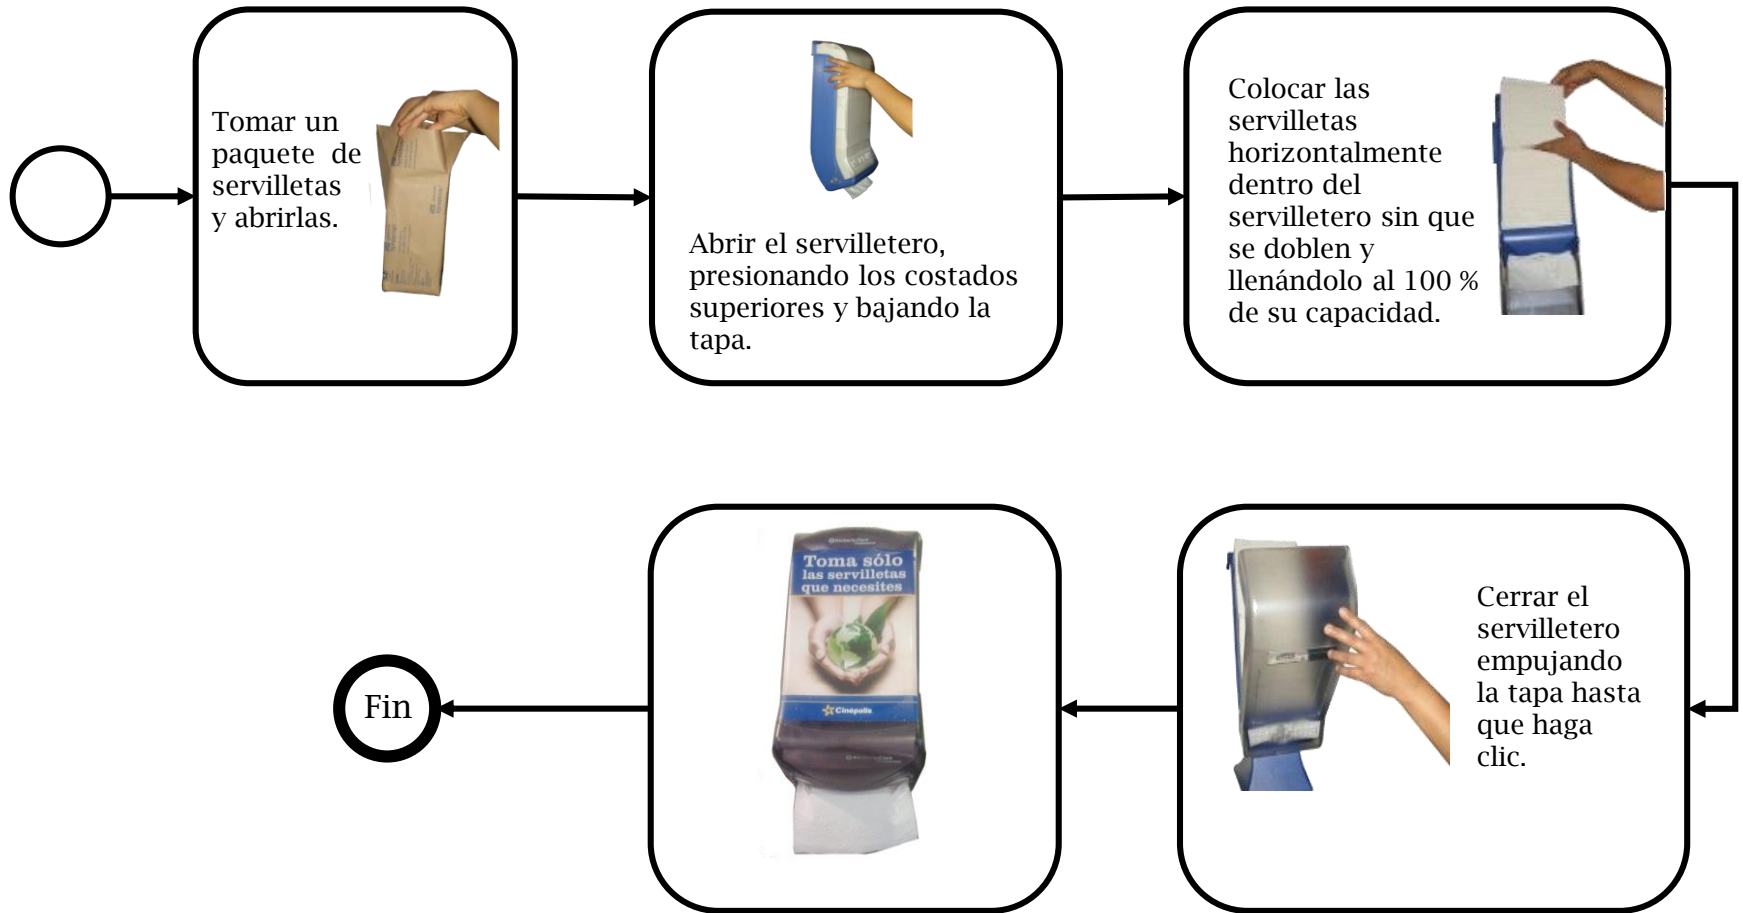 Tomar un
paquete de
servilletas
y abrirlas.
Abrir el servilletero,
presionando los costados
superiores y bajando la
tapa.
Colocar las
servilletas
horizontalmente
dentro del
servilletero sin que
se doblen y
llenándolo al 100 %
de su capacidad.
Cerrar el
servilletero
empujando
la tapa hasta
que haga
clic.
Toma sólo
las servilletas
que necesites
Cinépolis
Fin